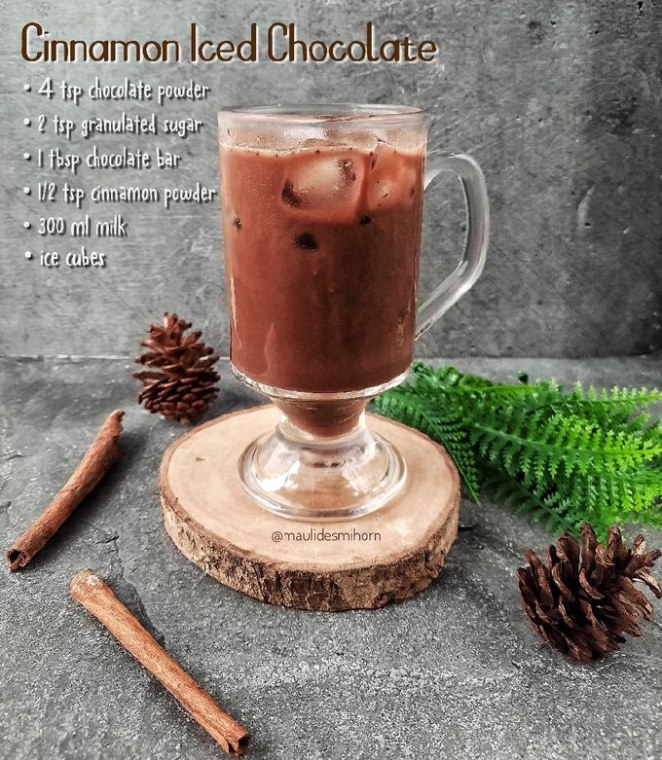 Cinnamon Iced Chocolate
• 4 tsp chocolate powder
• 2 tsp granulated sugar
• 1 tbsp chocolate bar
• 1/2 tsp cinnamon powder
• 300 ml milk
• ice cubes
@maulidesmihorn